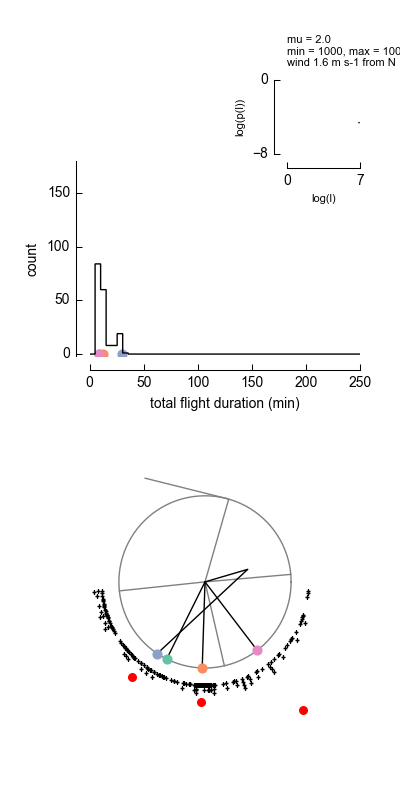 mu = 2.0
min = 1000, max = 100
wind 1.6 m s-1 from N
0
log(p(l))
−8
0
7
log(l)
150
100
50
0
count
0
50
100
150
200
250
total flight duration (min)